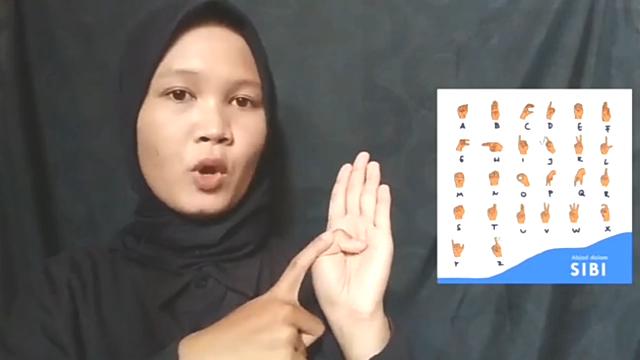 A B C D E F
G H I J K L
M N O P Q R
S T U V W X
Y Z
Abjad dalam
SIBI